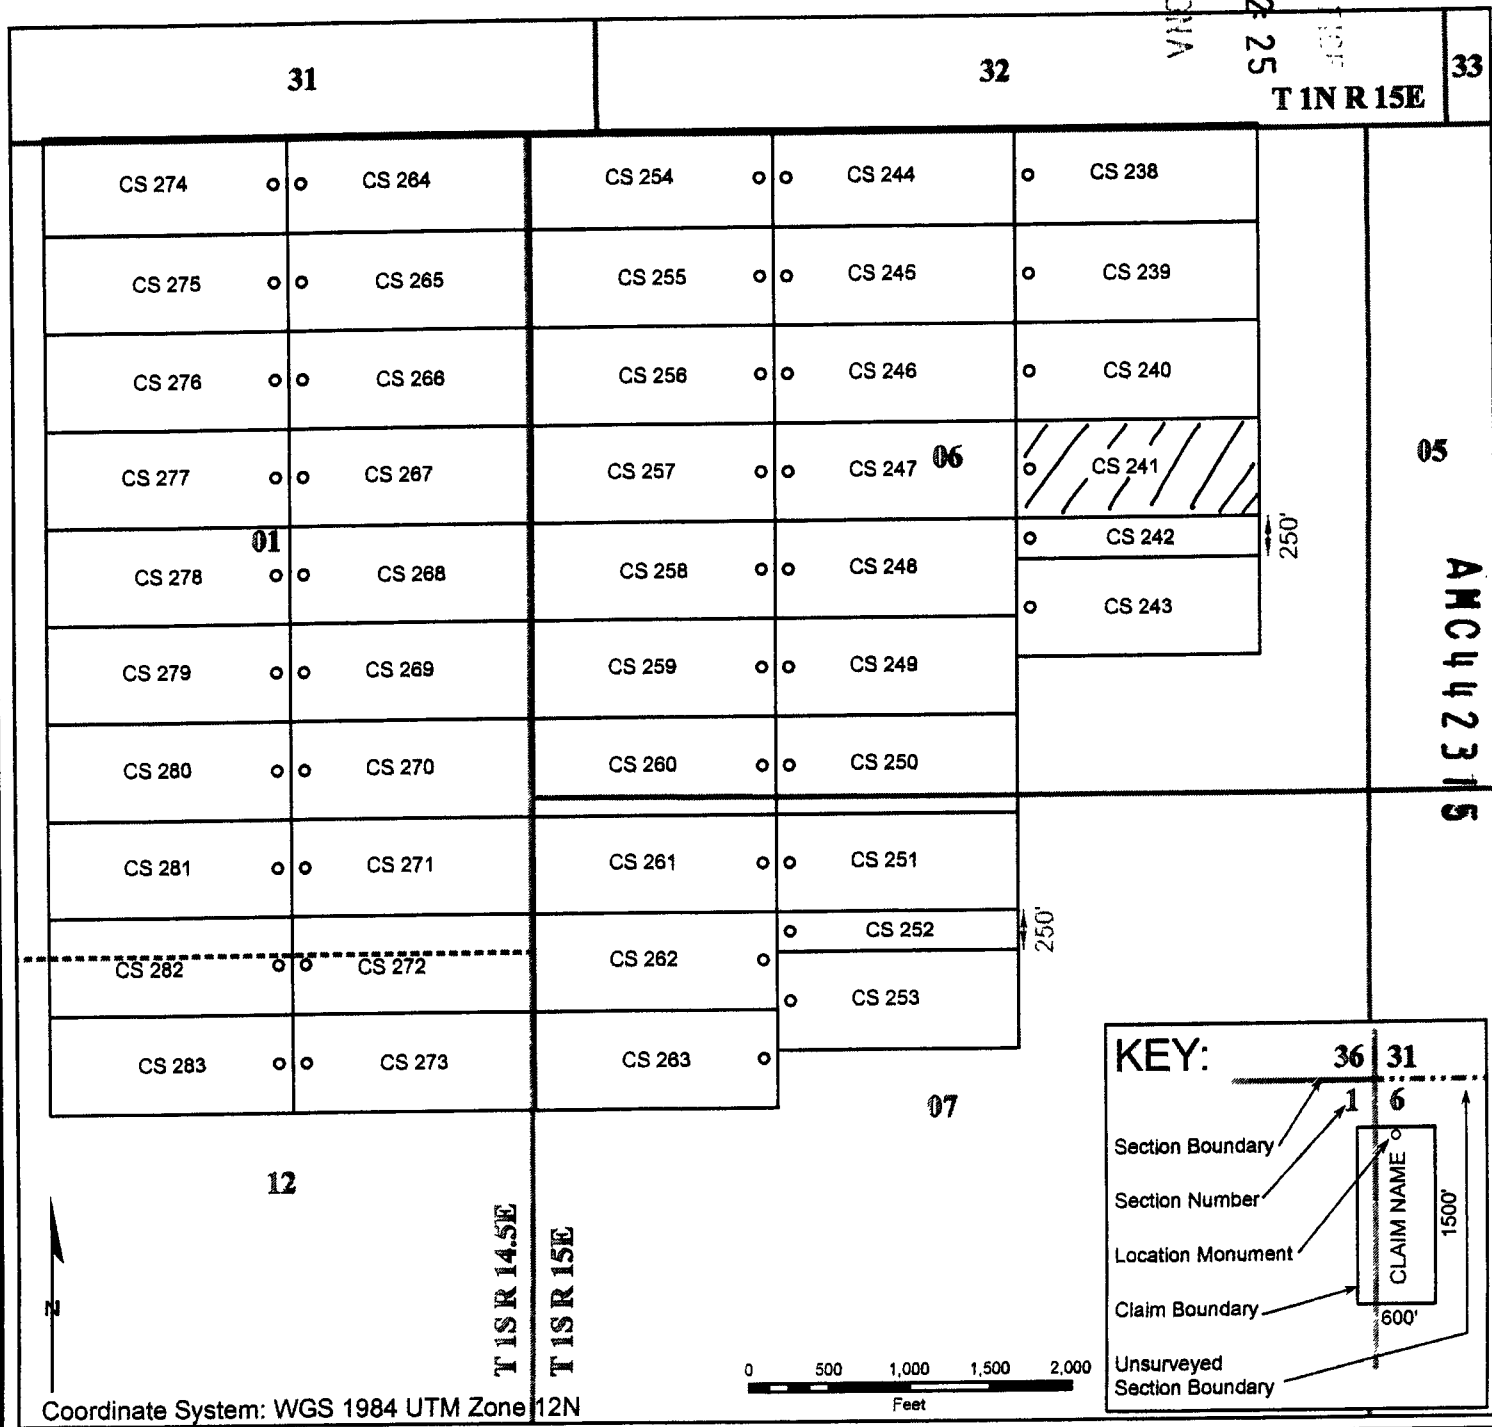 2: 25
31
32
33
T 1N R 15E
CS 274
CS 264
CS 254
CS 244
CS 238
CS 275
CS 265
CS 255
CS 245
CS 239
CS 276
CS 266
CS 256
CS 246
CS 240
CS 277
CS 267
CS 257
CS 247
06
CS 241
05
01
CS 242
250'
CS 278
CS 268
CS 258
CS 248
CS 243
AMC442315
CS 279
CS 269
CS 259
CS 249
CS 280
CS 270
CS 260
CS 250
CS 281
CS 271
CS 261
CS 251
CS 252
250'
CS 282
CS 272
CS 262
CS 253
CS 283
CS 273
CS 263
07
12
T 1S R 14.5E
T 1S R 15E
N
0 500 1,000 1,500 2,000
Feet
Coordinate System: WGS 1984 UTM Zone 12N
KEY:
36 31
1 6
Section Boundary
Section Number
Location Monument
Claim Boundary
Unsurveyed
Section Boundary
CLAIM NAME
1500'
600'